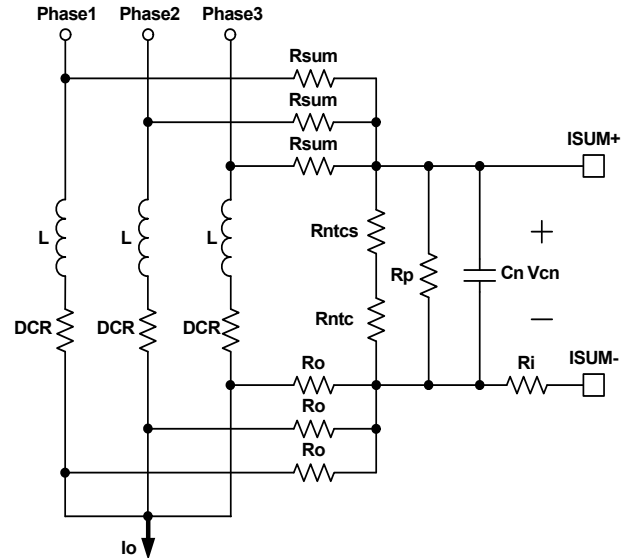 Phase1 Phase2 Phase3
Rsum
Rsum
Rsum
ISUM+
L L L
Rntcs
Rp
Cn Vcn
+
−
Rntc
DCR DCR DCR
Ro
Ro
Ro
Ri
ISUM-
Io